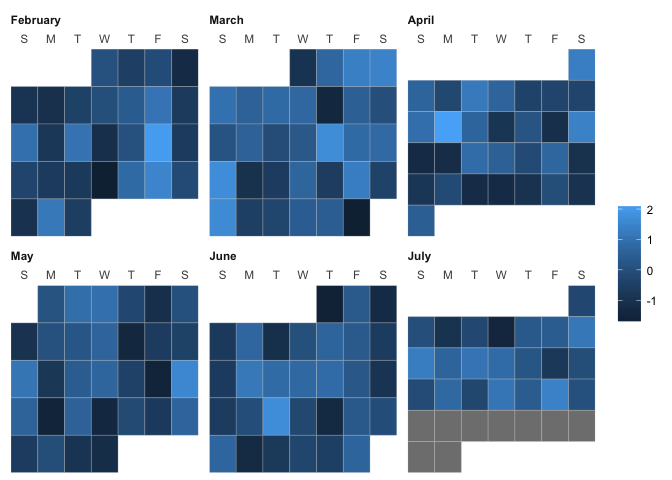 February March April
S M T W T F S S M T W T F S S M T W T F S
2
1
0
-1
May June July
S M T W T F S S M T W T F S S M T W T F S